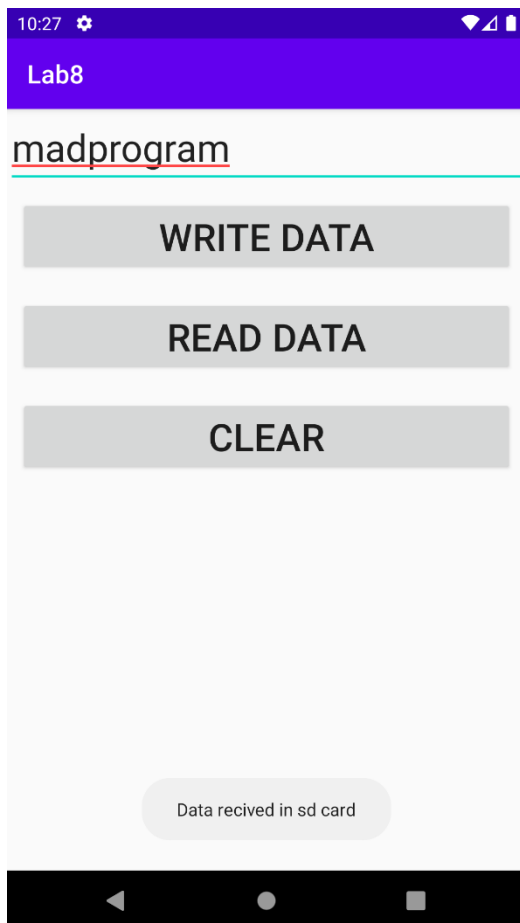 10:27
Lab8
madprogram
WRITE DATA
READ DATA
CLEAR
Data recived in sd card